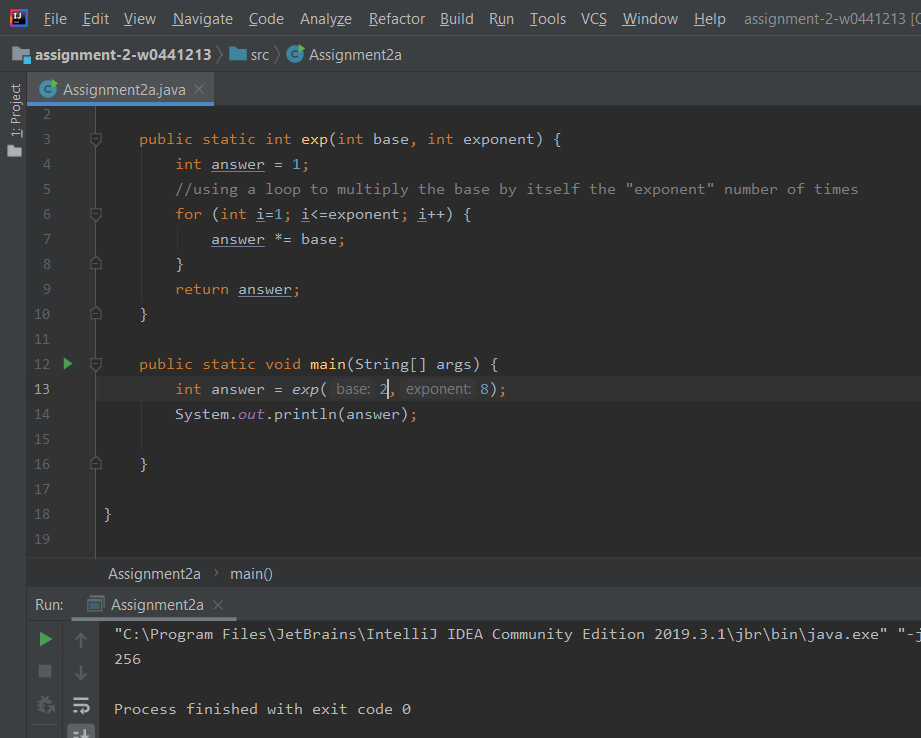 File Edit View Navigate Code Analyze Refactor Build Run Tools VCS Window Help assignment-2-w0441213 [
assignment-2-w0441213 src Assignment2a
1: Project
Assignment2a.java
2
3 public static int exp(int base, int exponent) {
4 int answer = 1;
5 //using a loop to multiply the base by itself the "exponent" number of times
6 for (int i=1; i<=exponent; i++) {
7 answer *= base;
8 }
9 return answer;
10 }
11
12 public static void main(String[] args) {
13 int answer = exp( base: 2, exponent: 8);
14 System.out.println(answer);
15
16 }
17
18 }
19
Assignment2a › main()
Run: Assignment2a
"C:\Program Files\JetBrains\IntelliJ IDEA Community Edition 2019.3.1\jbr\bin\java.exe" "-j
256
Process finished with exit code 0